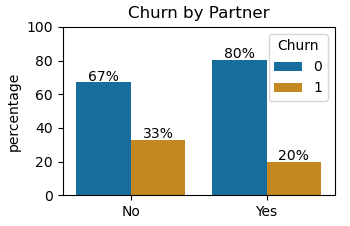 Churn by Partner
percentage
100
80
60
40
20
0
67%
33%
80%
20%
Churn
0
1
No
Yes